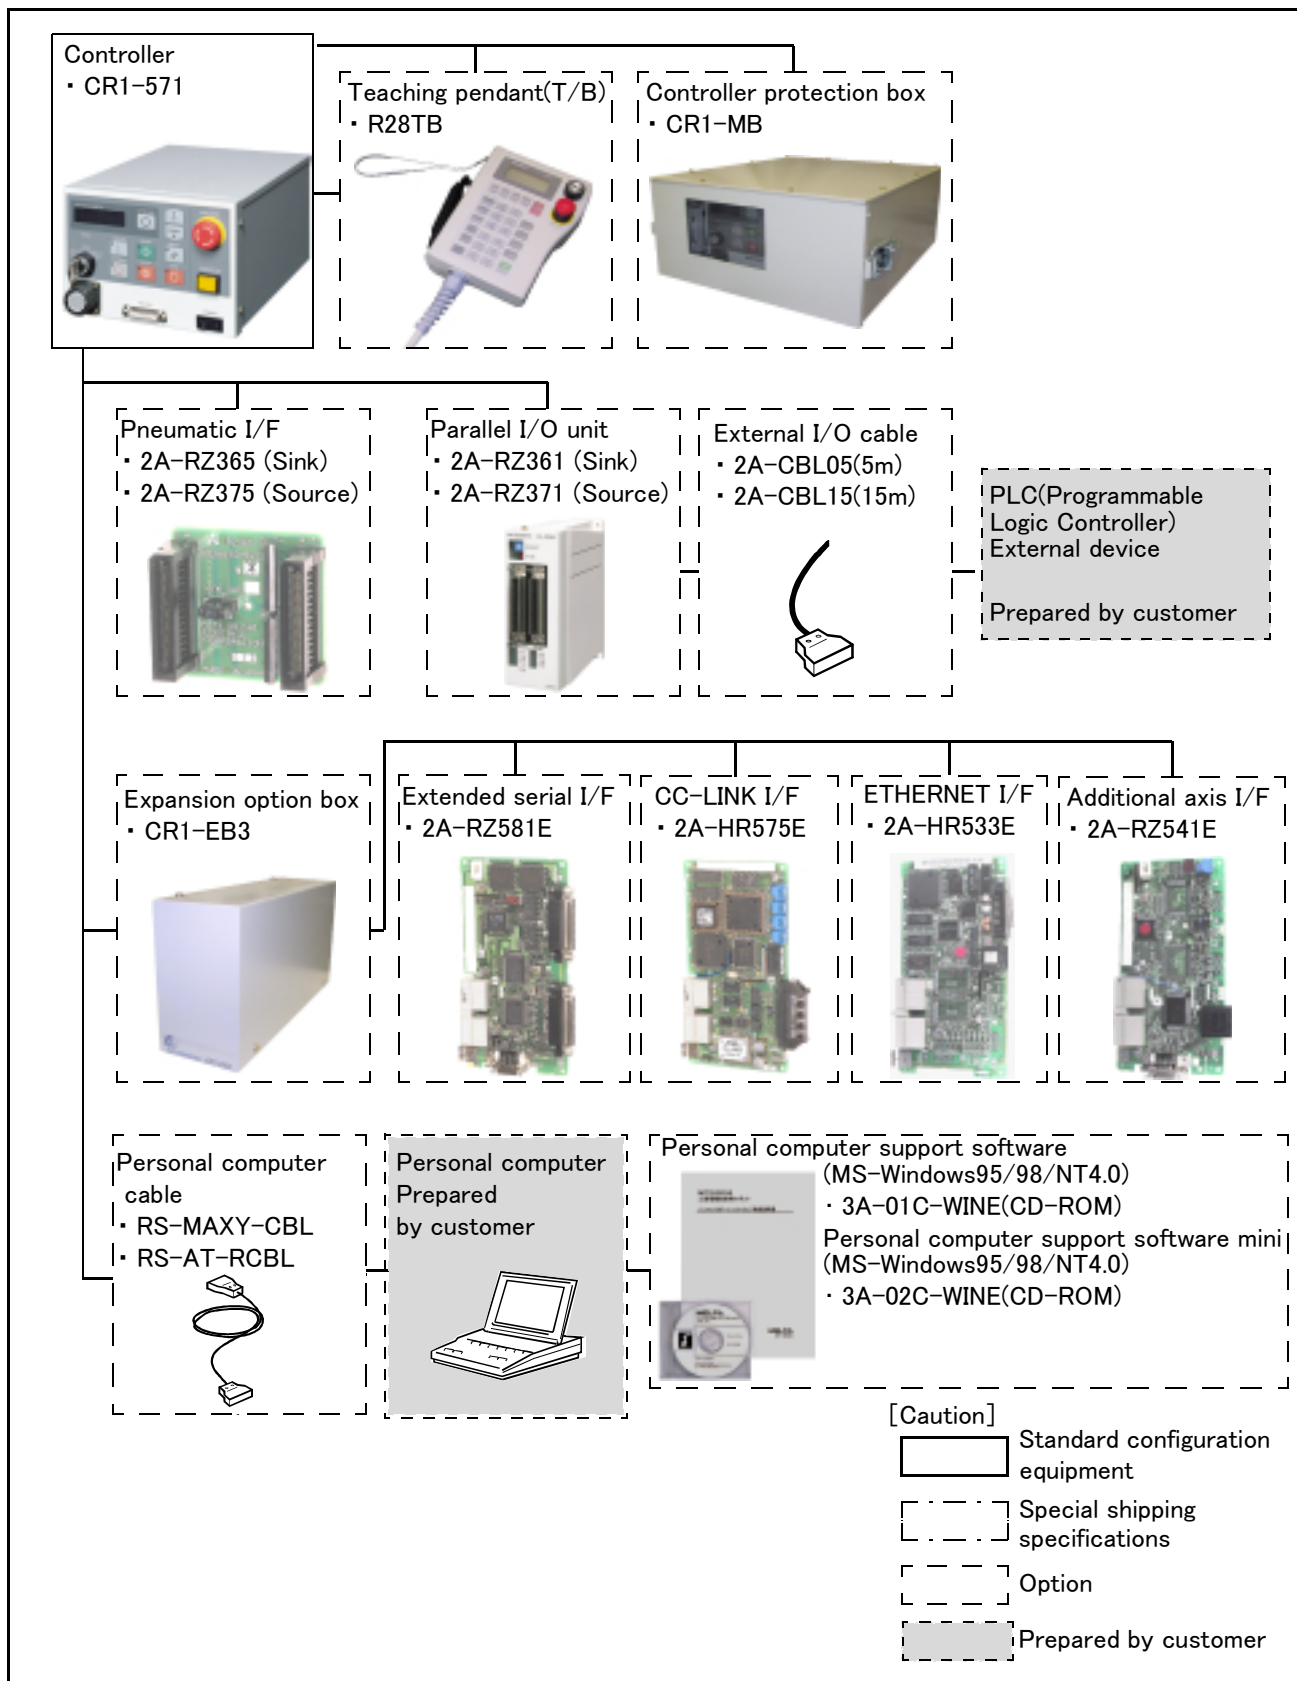 Controller
・ CR1-571
Teaching pendant(T/B)
・ R28TB
Controller protection box
・ CR1-MB
Pneumatic I/F
・ 2A-RZ365 (Sink)
・ 2A-RZ375 (Source)
Parallel I/O unit
・ 2A-RZ361 (Sink)
・ 2A-RZ371 (Source)
External I/O cable
・ 2A-CBL05(5m)
・ 2A-CBL15(15m)
PLC(Programmable
Logic Controller)
External device
Prepared by customer
Expansion option box
・ CR1-EB3
Extended serial I/F
・ 2A-RZ581E
CC-LINK I/F
・ 2A-HR575E
ETHERNET I/F
・ 2A-HR533E
Additional axis I/F
・ 2A-RZ541E
Personal computer
cable
・ RS-MAXY-CBL
・ RS-AT-RCBL
Personal computer
Prepared
by customer
Personal computer support software
(MS-Windows95/98/NT4.0)
・ 3A-01C-WINE(CD-ROM)
Personal computer support software mini
(MS-Windows95/98/NT4.0)
・ 3A-02C-WINE(CD-ROM)
[Caution]
Standard configuration
equipment
Special shipping
specifications
Option
Prepared by customer